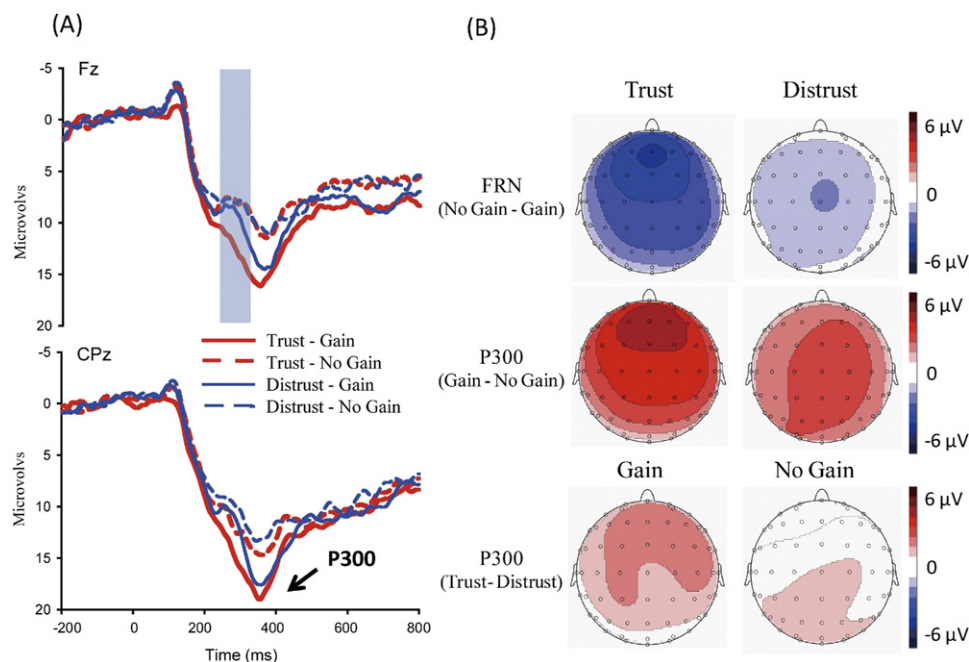 (A)
Fz
-5
0
5
10
15
20
Microvolvs
Trust - Gain
Trust - No Gain
Distrust - Gain
Distrust - No Gain
CPz
-5
0
5
10
15
20
Microvolvs
P300
-200 0 200 400 600 800
Time (ms)
(B)
Trust Distrust
FRN
(No Gain - Gain)
6 µV
0
-6 µV
P300
(Gain - No Gain)
6 µV
0
-6 µV
Gain No Gain
P300
(Trust- Distrust)
6 µV
0
-6 µV